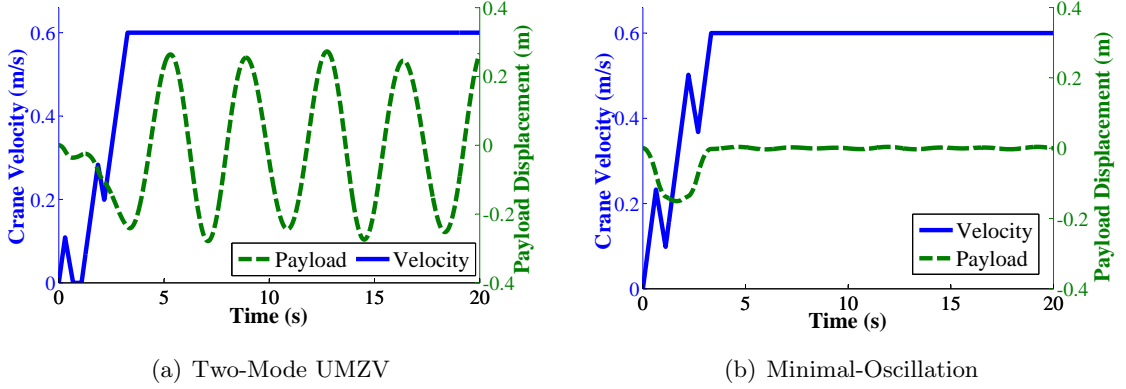 Crane Velocity (m/s)
0.6
0.4
0.2
0
0.4
0.2
0
-0.2
-0.4
Payload Displacement (m)
Payload Velocity
0 5 10 15 20
Time (s)
(a) Two-Mode UMZV
Crane Velocity (m/s)
0.6
0.4
0.2
0
0.4
0.2
0
-0.2
-0.4
Payload Displacement (m)
Velocity
Payload
0 5 10 15 20
Time (s)
(b) Minimal-Oscillation